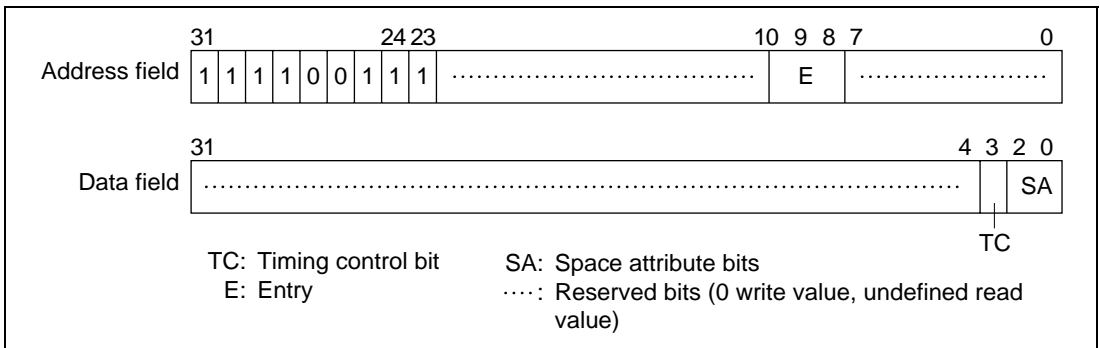 31 24 23 10 9 8 7 0
Address field 1 1 1 1 0 0 1 1 1 ···· E ····
31 4 3 2 0
Data field ···· SA
TC
TC: Timing control bit SA: Space attribute bits
E: Entry ····: Reserved bits (0 write value, undefined read
value)